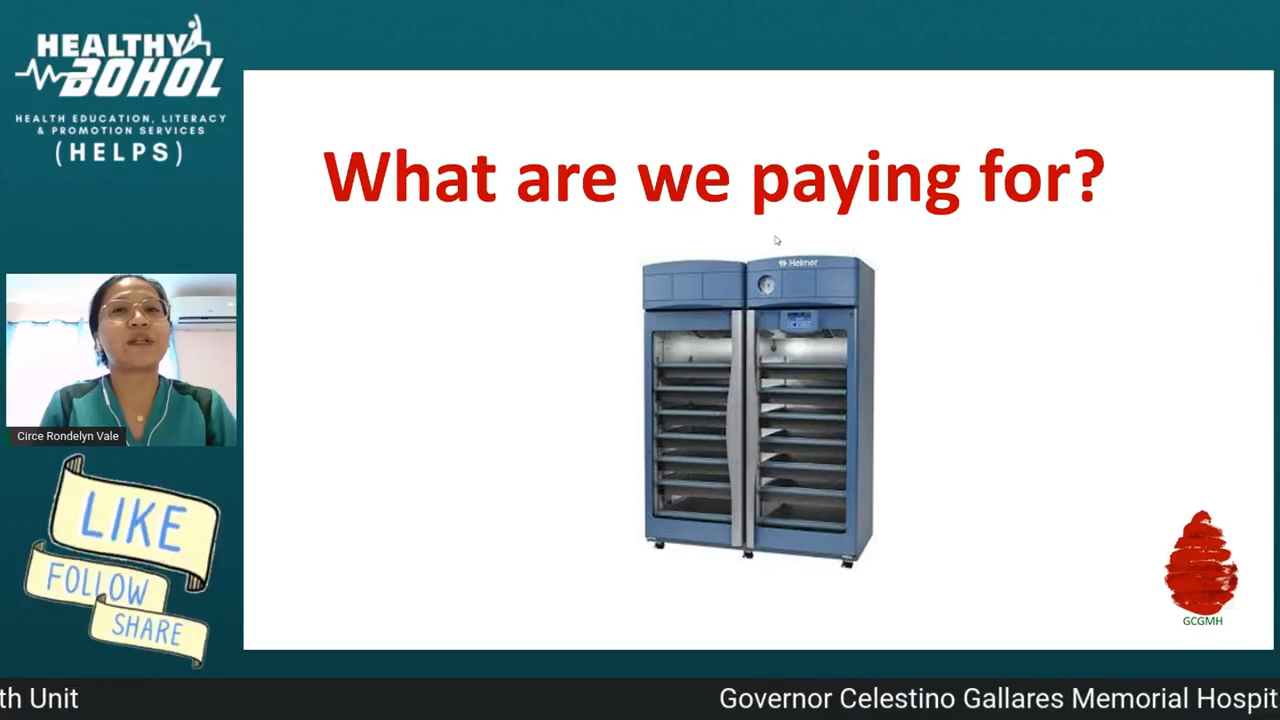 HEALTHY
BOHOL
HEALTH EDUCATION, LITERACY
& PROMOTION SERVICES
(HELPS)
What are we paying for?
Helmer
Circe Rondelyn Vale
LIKE
FOLLOW
SHARE
GCGMH
th Unit
Governor Celestino Gallares Memorial Hospit